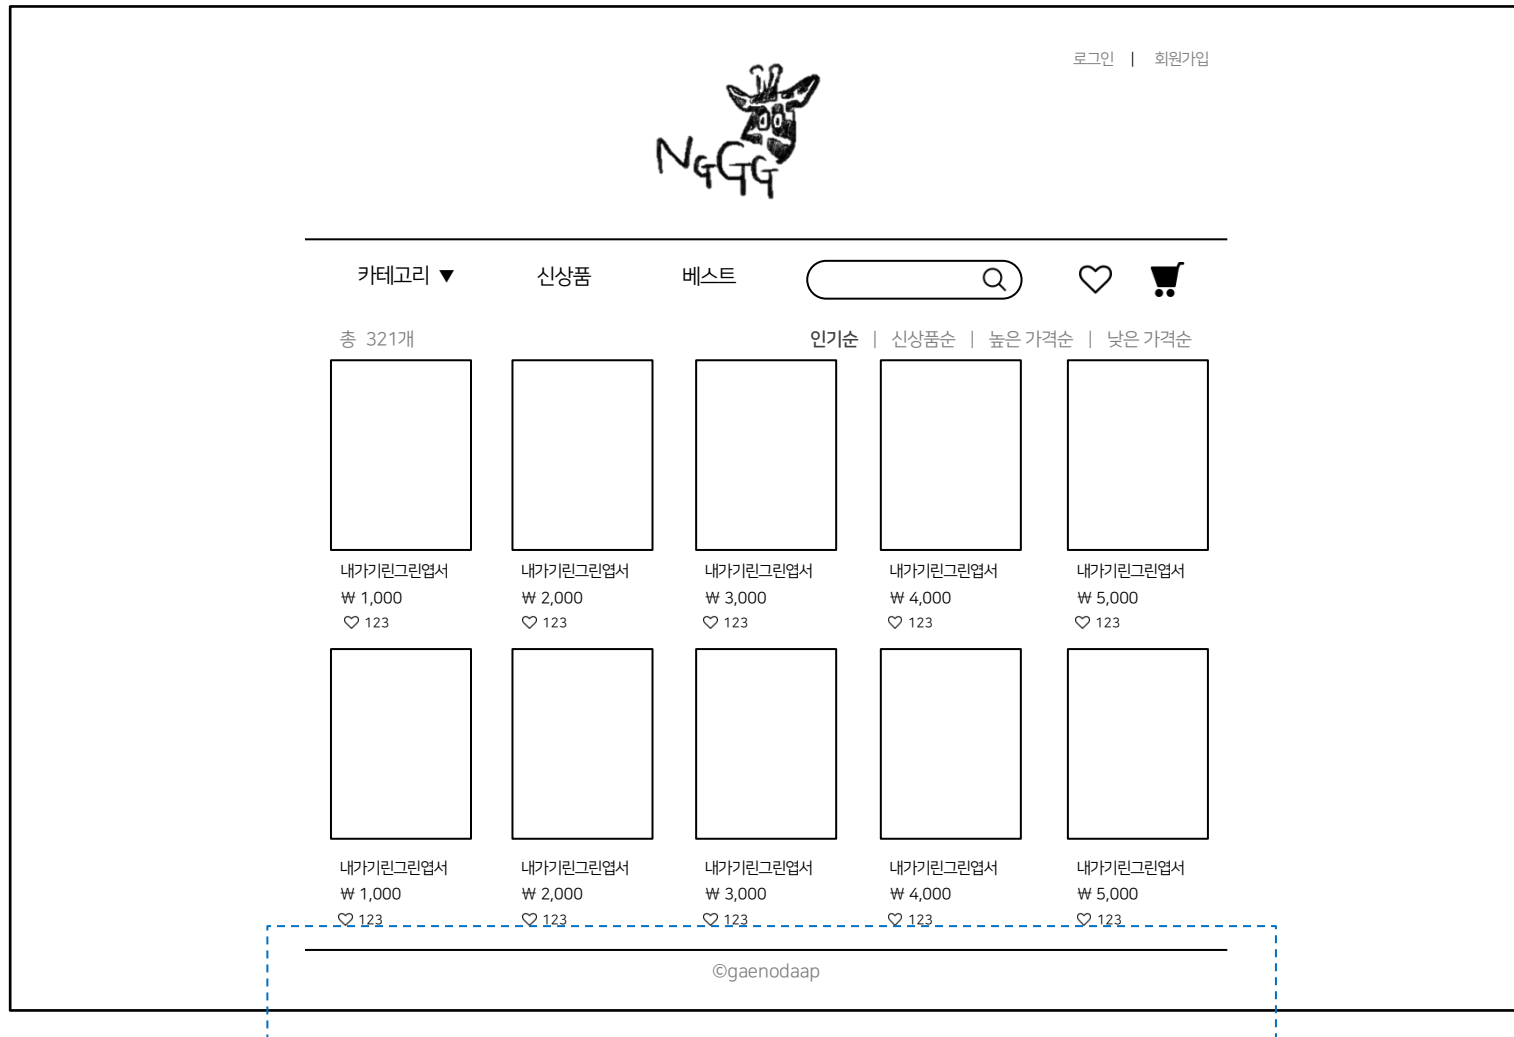 로그인 | 회원가입
NGGG
카테고리 ▼ 신상품 베스트
총 321개 인기순 | 신상품순 | 높은 가격순 | 낮은 가격순
내가기린그린엽서 내가기린그린엽서 내가기린그린엽서 내가기린그린엽서 내가기린그린엽서
₩ 1,000 ₩ 2,000 ₩ 3,000 ₩ 4,000 ₩ 5,000
♡ 123 ♡ 123 ♡ 123 ♡ 123 ♡ 123
내가기린그린엽서 내가기린그린엽서 내가기린그린엽서 내가기린그린엽서 내가기린그린엽서
₩ 1,000 ₩ 2,000 ₩ 3,000 ₩ 4,000 ₩ 5,000
♡ 123 ♡ 123 ♡ 123 ♡ 123 ♡ 123
©gaenodaap